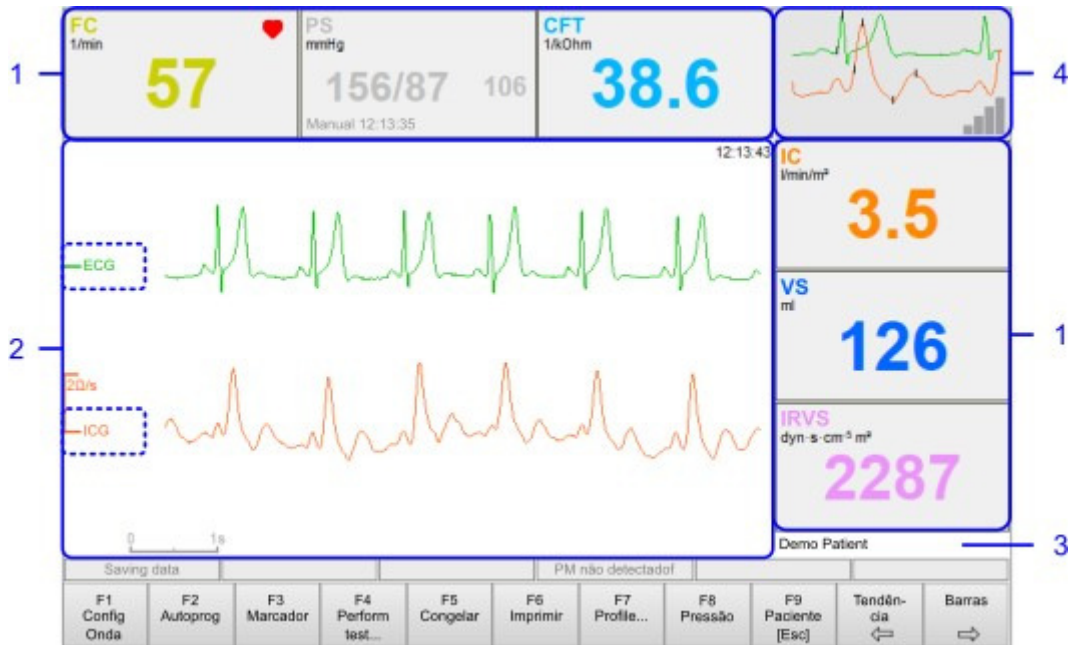 FC
1/min
57
PS
mmHg
156/87 106
Manual 12:13:35
CFT
1/kOhm
38.6
1
4
12:13:43
ECG
2
2Ω/s
ICG
0 1s
IC
l/min/m²
3.5
VS
ml
126
1
IRVS
dyn·s·cm⁻⁵ m²
2287
Demo Patient
3
Saving data
PM não detectadof
F1
Config
Onda
F2
Autoprog
F3
Marcador
F4
Perform
test...
F5
Congelar
F6
Imprimir
F7
Profile...
F8
Pressão
F9
Paciente
[Esc]
Tendên-
cia
⇦
Barras
⇨